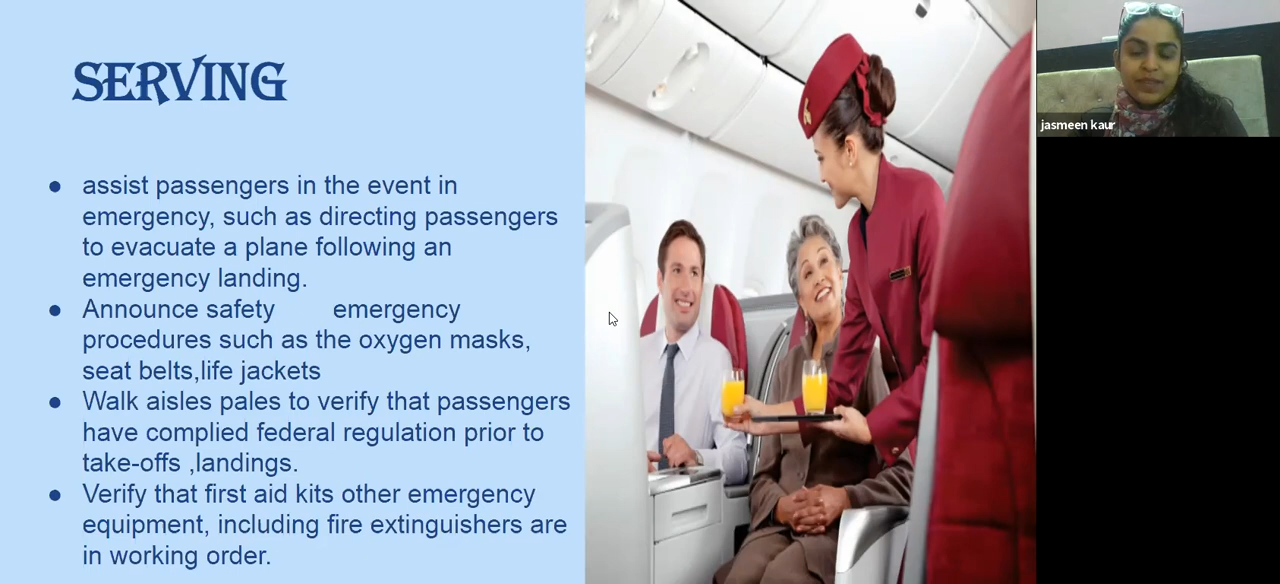 SERVING
● assist passengers in the event in
emergency, such as directing passengers
to evacuate a plane following an
emergency landing.
● Announce safety emergency
procedures such as the oxygen masks,
seat belts,life jackets
● Walk aisles pales to verify that passengers
have complied federal regulation prior to
take-offs ,landings.
● Verify that first aid kits other emergency
equipment, including fire extinguishers are
in working order.
jasmeen kaur